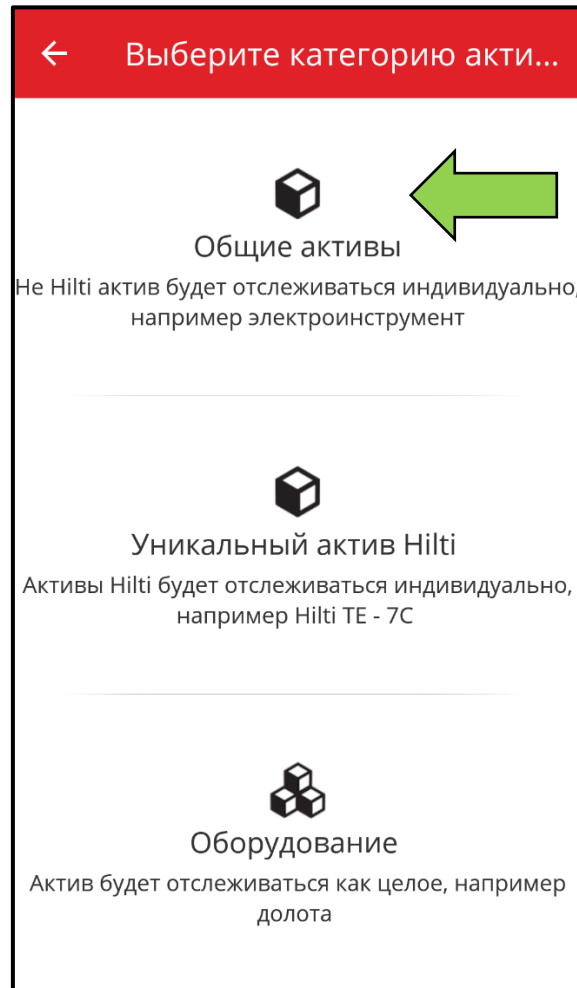 Выберите категорию акти...
Общие активы
Не Hilti актив будет отслеживаться индивидуально,
например электроинструмент
Уникальный актив Hilti
Активы Hilti будет отслеживаться индивидуально,
например Hilti TE - 7C
Оборудование
Актив будет отслеживаться как целое, например
долота